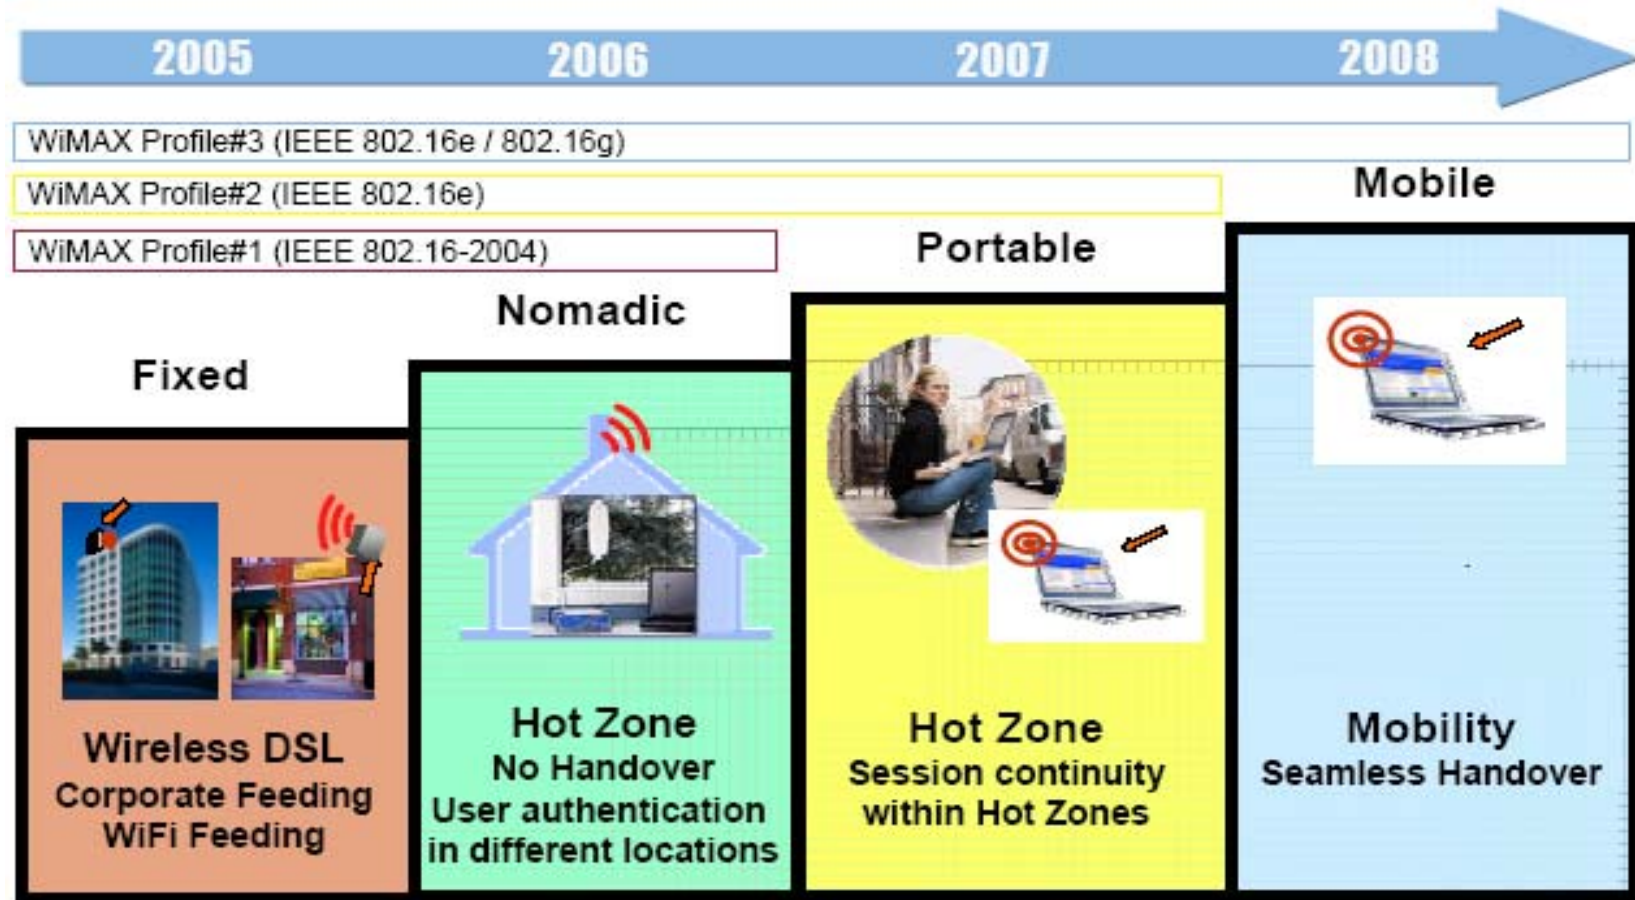 2005 2006 2007 2008
WiMAX Profile#3 (IEEE 802.16e / 802.16g)
WiMAX Profile#2 (IEEE 802.16e)
WiMAX Profile#1 (IEEE 802.16-2004)
Fixed
Wireless DSL
Corporate Feeding
WiFi Feeding
Nomadic
Hot Zone
No Handover
User authentication
in different locations
Portable
Hot Zone
Session continuity
within Hot Zones
Mobile
Mobility
Seamless Handover